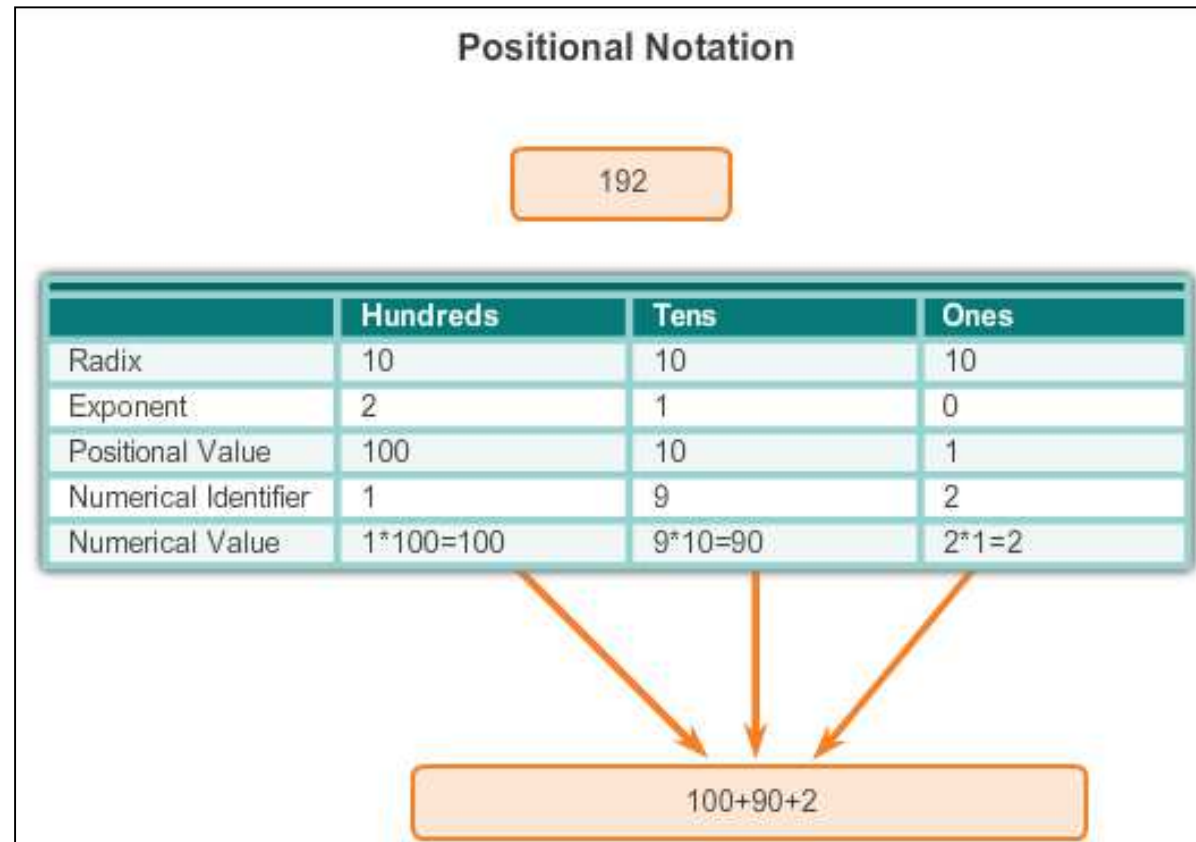 Positional Notation
192
Hundreds Tens Ones
Radix 10 10 10
Exponent 2 1 0
Positional Value 100 10 1
Numerical Identifier 1 9 2
Numerical Value 1*100=100 9*10=90 2*1=2
100+90+2